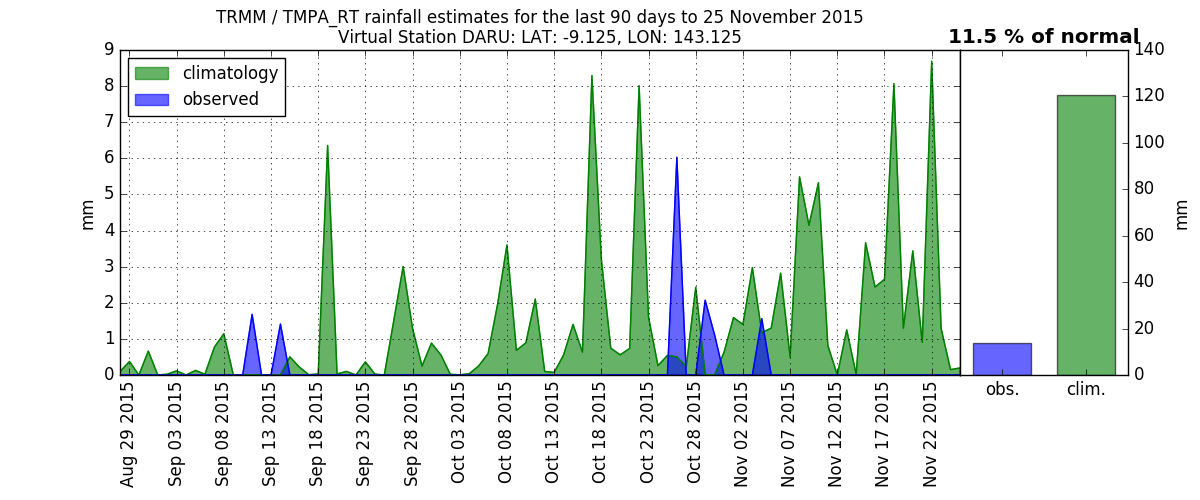 TRMM / TMPA_RT rainfall estimates for the last 90 days to 25 November 2015
Virtual Station DARU: LAT: -9.125, LON: 143.125
11.5 % of normal
climatology
observed
9
8
7
6
5
4
3
2
1
0
mm
140
120
100
80
60
40
20
0
mm
Aug 29 2015
Sep 03 2015
Sep 08 2015
Sep 13 2015
Sep 18 2015
Sep 23 2015
Sep 28 2015
Oct 03 2015
Oct 08 2015
Oct 13 2015
Oct 18 2015
Oct 23 2015
Oct 28 2015
Nov 02 2015
Nov 07 2015
Nov 12 2015
Nov 17 2015
Nov 22 2015
obs.
clim.